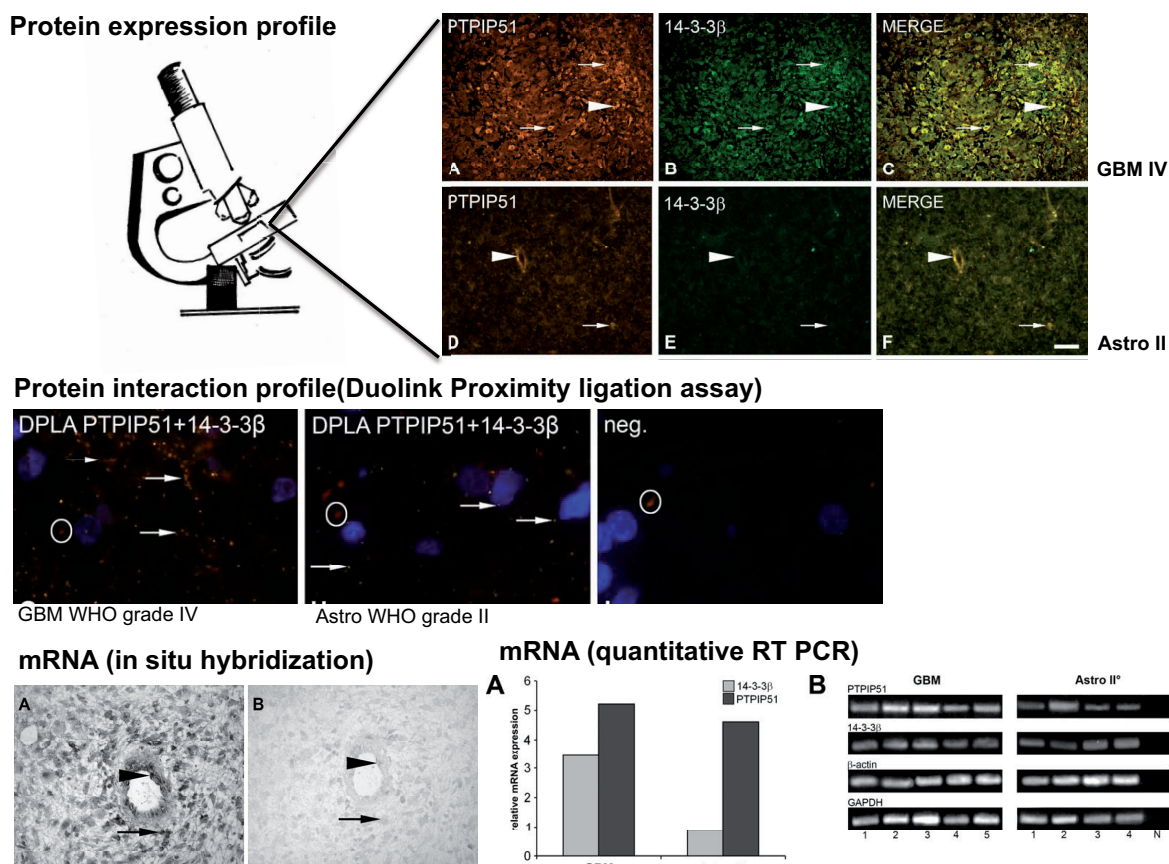 Protein expression profile
PTPIP51 14-3-3β MERGE
A B C
GBM IV
PTPIP51 14-3-3β MERGE
D E F
Astro II
Protein interaction profile(Duolink Proximity ligation assay)
DPLA PTPIP51+14-3-3β DPLA PTPIP51+14-3-3β neg.
GBM WHO grade IV Astro WHO grade II
mRNA (in situ hybridization)
A B
mRNA (quantitative RT PCR)
A
14-3-3β
PTPIP51
relative mRNA expression
6
5
4
3
2
1
0
B
GBM Astro II°
PTPIP51
14-3-3β
β-actin
GAPDH
1 2 3 4 5 1 2 3 4 N